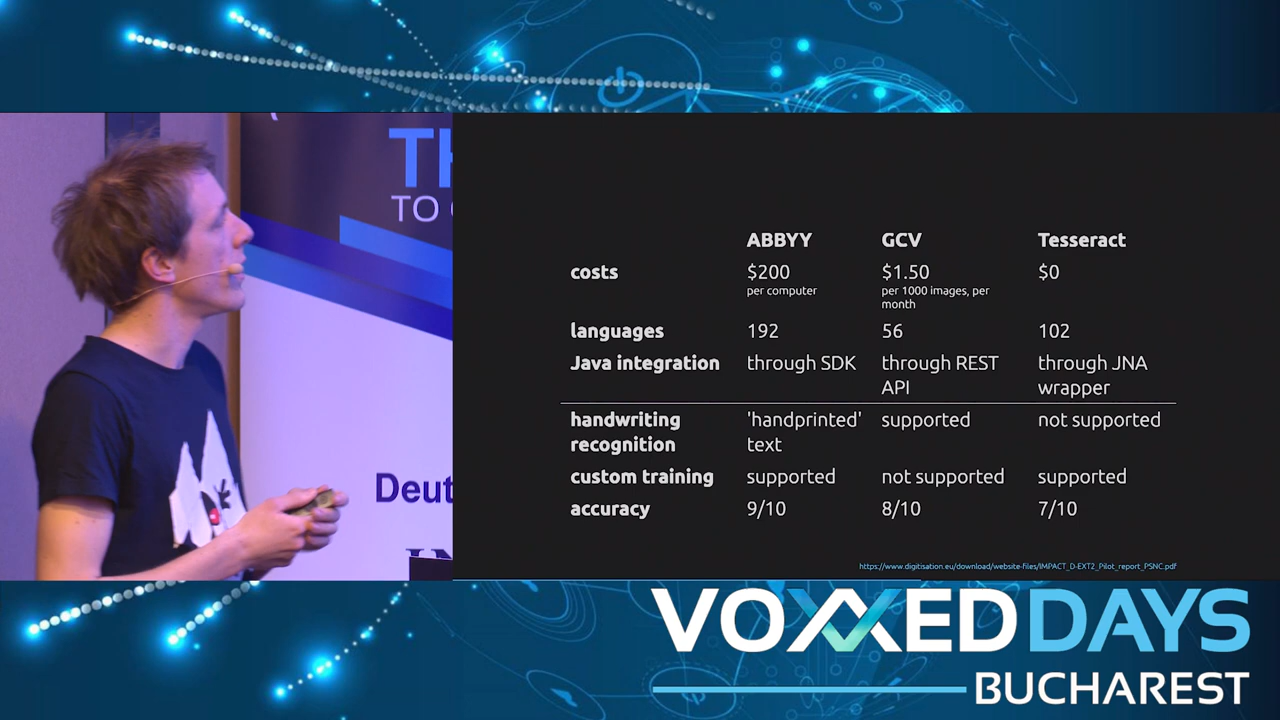 TH
TO
Deut
ABBYY GCV Tesseract
costs $200 $1.50 $0
per computer per 1000 images, per
month
languages 192 56 102
Java integration through SDK through REST through JNA
API wrapper
handwriting 'handprinted' supported not supported
recognition text
custom training supported not supported supported
accuracy 9/10 8/10 7/10
https://www.digitisation.eu/download/website-files/IMPACT_D-EXT2_Pilot_report_PSNC.pdf
VOXXED DAYS
BUCHAREST